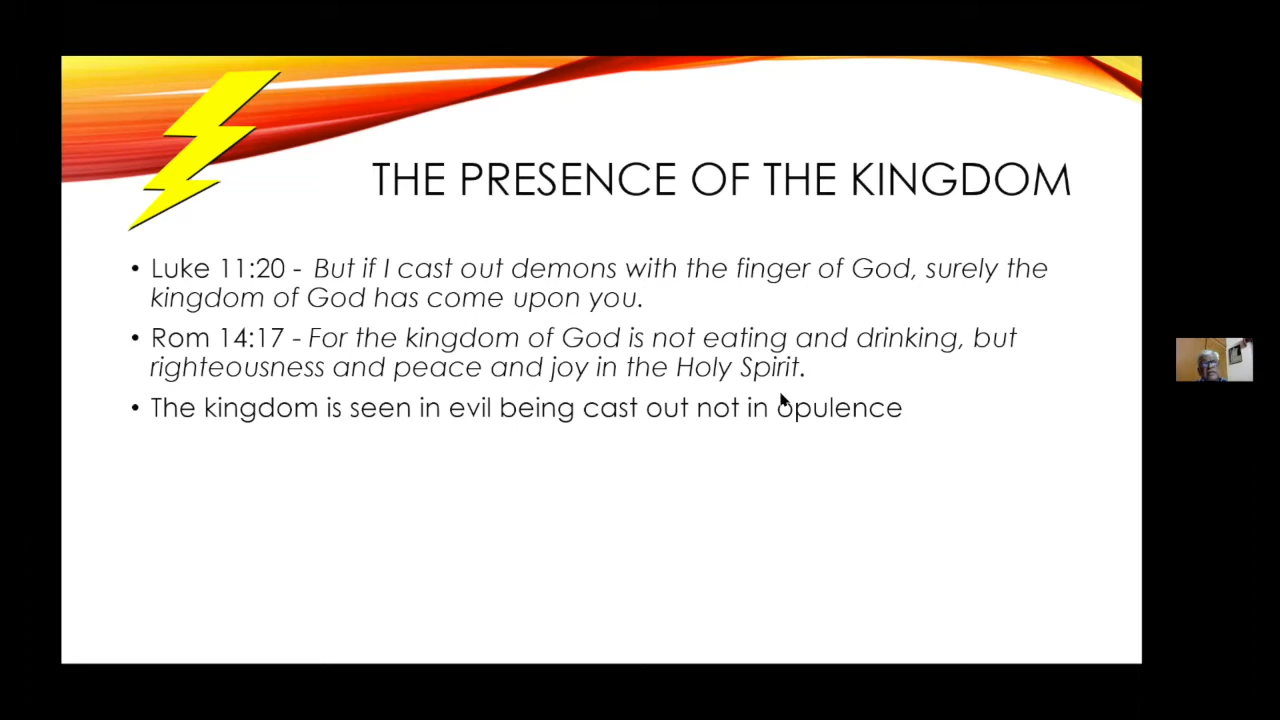 THE PRESENCE OF THE KINGDOM
• Luke 11:20 - But if I cast out demons with the finger of God, surely the
kingdom of God has come upon you.
• Rom 14:17 - For the kingdom of God is not eating and drinking, but
righteousness and peace and joy in the Holy Spirit.
• The kingdom is seen in evil being cast out not in opulence